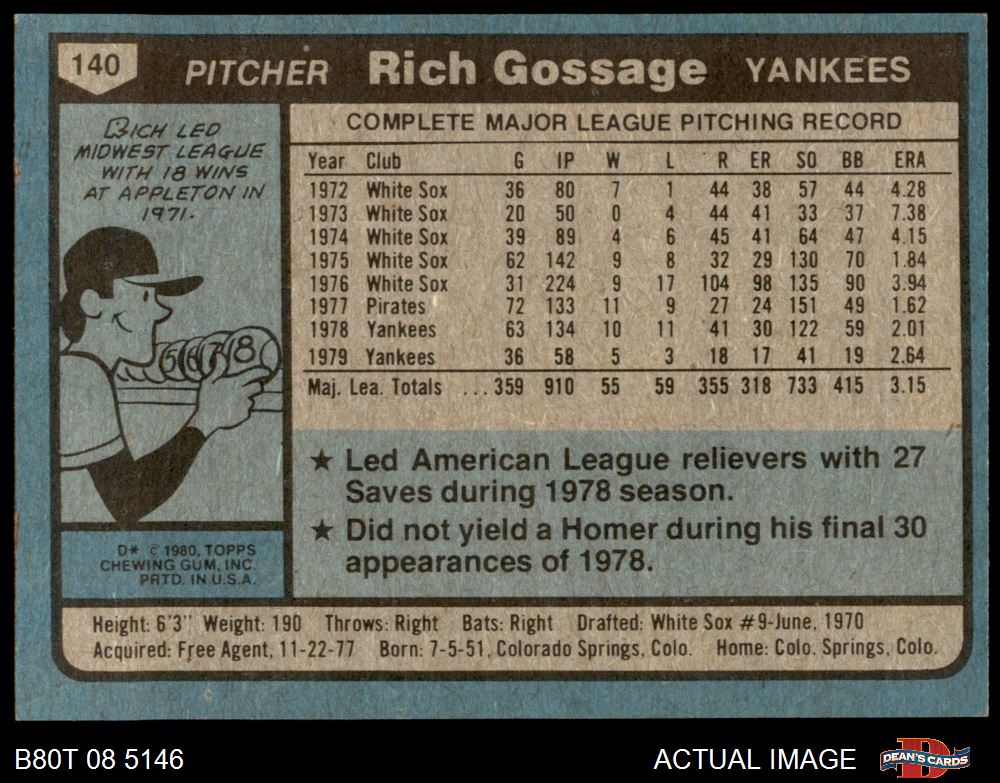 140 PITCHER Rich Gossage YANKEES
RICH LED
MIDWEST LEAGUE
WITH 18 WINS
AT APPLETON IN
1971.
5 6 7 8
D* © 1980, TOPPS
CHEWING GUM, INC.
PRTD. IN U.S.A.
COMPLETE MAJOR LEAGUE PITCHING RECORD
Year Club G IP W L R ER SO BB ERA
1972 White Sox 36 80 7 1 44 38 57 44 4.28
1973 White Sox 20 50 0 4 44 41 33 37 7.38
1974 White Sox 39 89 4 6 45 41 64 47 4.15
1975 White Sox 62 142 9 8 32 29 130 70 1.84
1976 White Sox 31 224 9 17 104 98 135 90 3.94
1977 Pirates 72 133 11 9 27 24 151 49 1.62
1978 Yankees 63 134 10 11 41 30 122 59 2.01
1979 Yankees 36 58 5 3 18 17 41 19 2.64
Maj. Lea. Totals ... 359 910 55 59 355 318 733 415 3.15
★ Led American League relievers with 27
Saves during 1978 season.
★ Did not yield a Homer during his final 30
appearances of 1978.
Height: 6'3" Weight: 190 Throws: Right Bats: Right Drafted: White Sox #9-June, 1970
Acquired: Free Agent, 11-22-77 Born: 7-5-51, Colorado Springs, Colo. Home: Colo. Springs, Colo.
B80T 08 5146 ACTUAL IMAGE DEAN'S CARDS